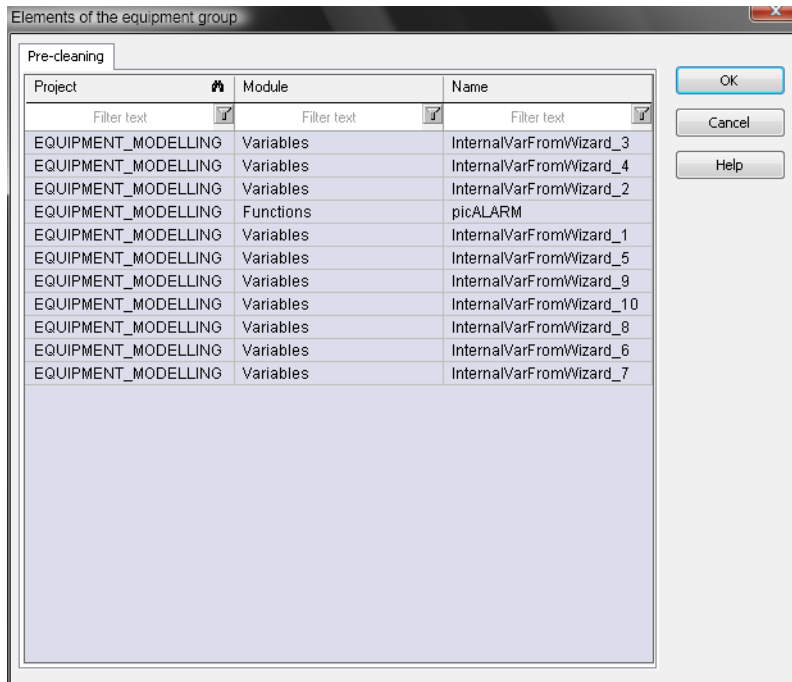 Elements of the equipment group
Pre-cleaning
Project Module Name
Filter text Filter text Filter text
EQUIPMENT_MODELLING Variables InternalVarFromWizard_3
EQUIPMENT_MODELLING Variables InternalVarFromWizard_4
EQUIPMENT_MODELLING Variables InternalVarFromWizard_2
EQUIPMENT_MODELLING Functions picALARM
EQUIPMENT_MODELLING Variables InternalVarFromWizard_1
EQUIPMENT_MODELLING Variables InternalVarFromWizard_5
EQUIPMENT_MODELLING Variables InternalVarFromWizard_9
EQUIPMENT_MODELLING Variables InternalVarFromWizard_10
EQUIPMENT_MODELLING Variables InternalVarFromWizard_8
EQUIPMENT_MODELLING Variables InternalVarFromWizard_6
EQUIPMENT_MODELLING Variables InternalVarFromWizard_7
OK
Cancel
Help